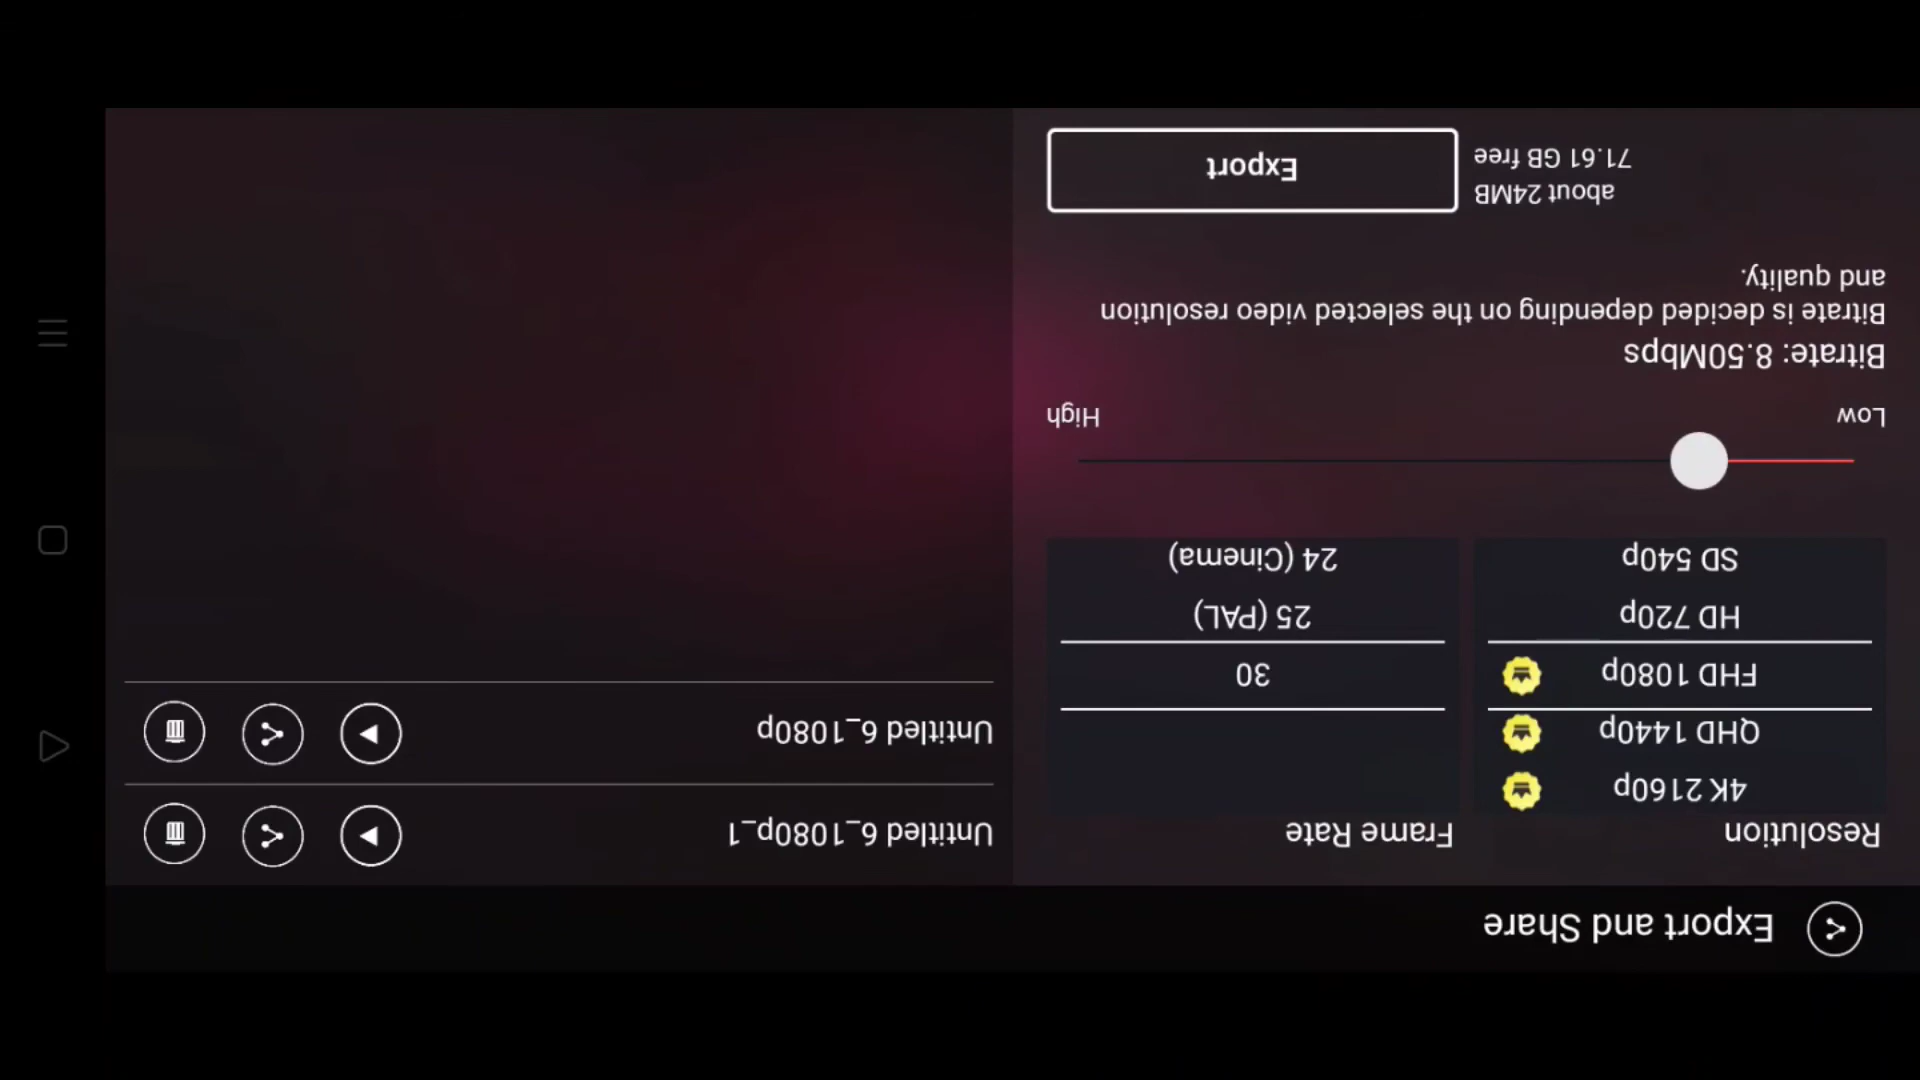 Export and Share
Resolution
Frame Rate
4K 2160p
QHD 1440p
FHD 1080p
HD 720p
SD 540p
30
25 (PAL)
24 (Cinema)
Low
High
Bitrate: 8.50Mbps
Bitrate is decided depending on the selected video resolution
and quality.
about 24MB
71.61 GB free
Export
Untitled 6_1080p_1
Untitled 6_1080p